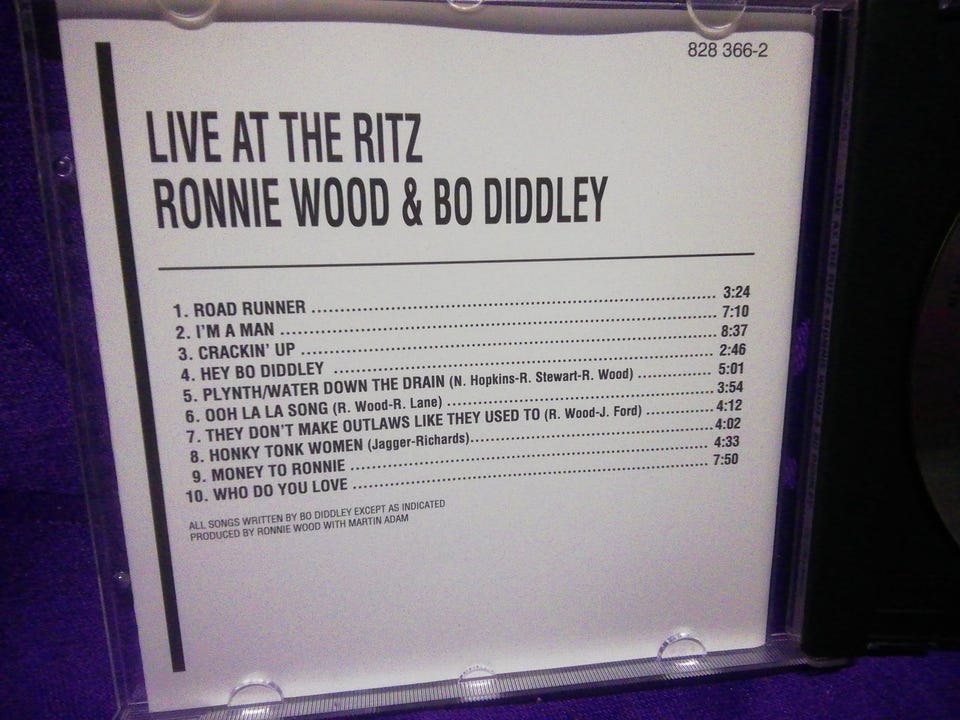 828 366-2
LIVE AT THE RITZ
RONNIE WOOD & BO DIDDLEY
1. ROAD RUNNER ........ 3:24
2. I'M A MAN ........ 7:10
3. CRACKIN' UP ........ 8:37
4. HEY BO DIDDLEY ........ 2:46
5. PLYNTH/WATER DOWN THE DRAIN (N. Hopkins-R. Stewart-R. Wood) ........ 5:01
6. OOH LA LA SONG (R. Wood-R. Lane) ........ 3:54
7. THEY DON'T MAKE OUTLAWS LIKE THEY USED TO (R. Wood-J. Ford) ........ 4:12
8. HONKY TONK WOMEN (Jagger-Richards)........ 4:02
9. MONEY TO RONNIE ........ 4:33
10. WHO DO YOU LOVE ........ 7:50
ALL SONGS WRITTEN BY BO DIDDLEY EXCEPT AS INDICATED
PRODUCED BY RONNIE WOOD WITH MARTIN ADAM